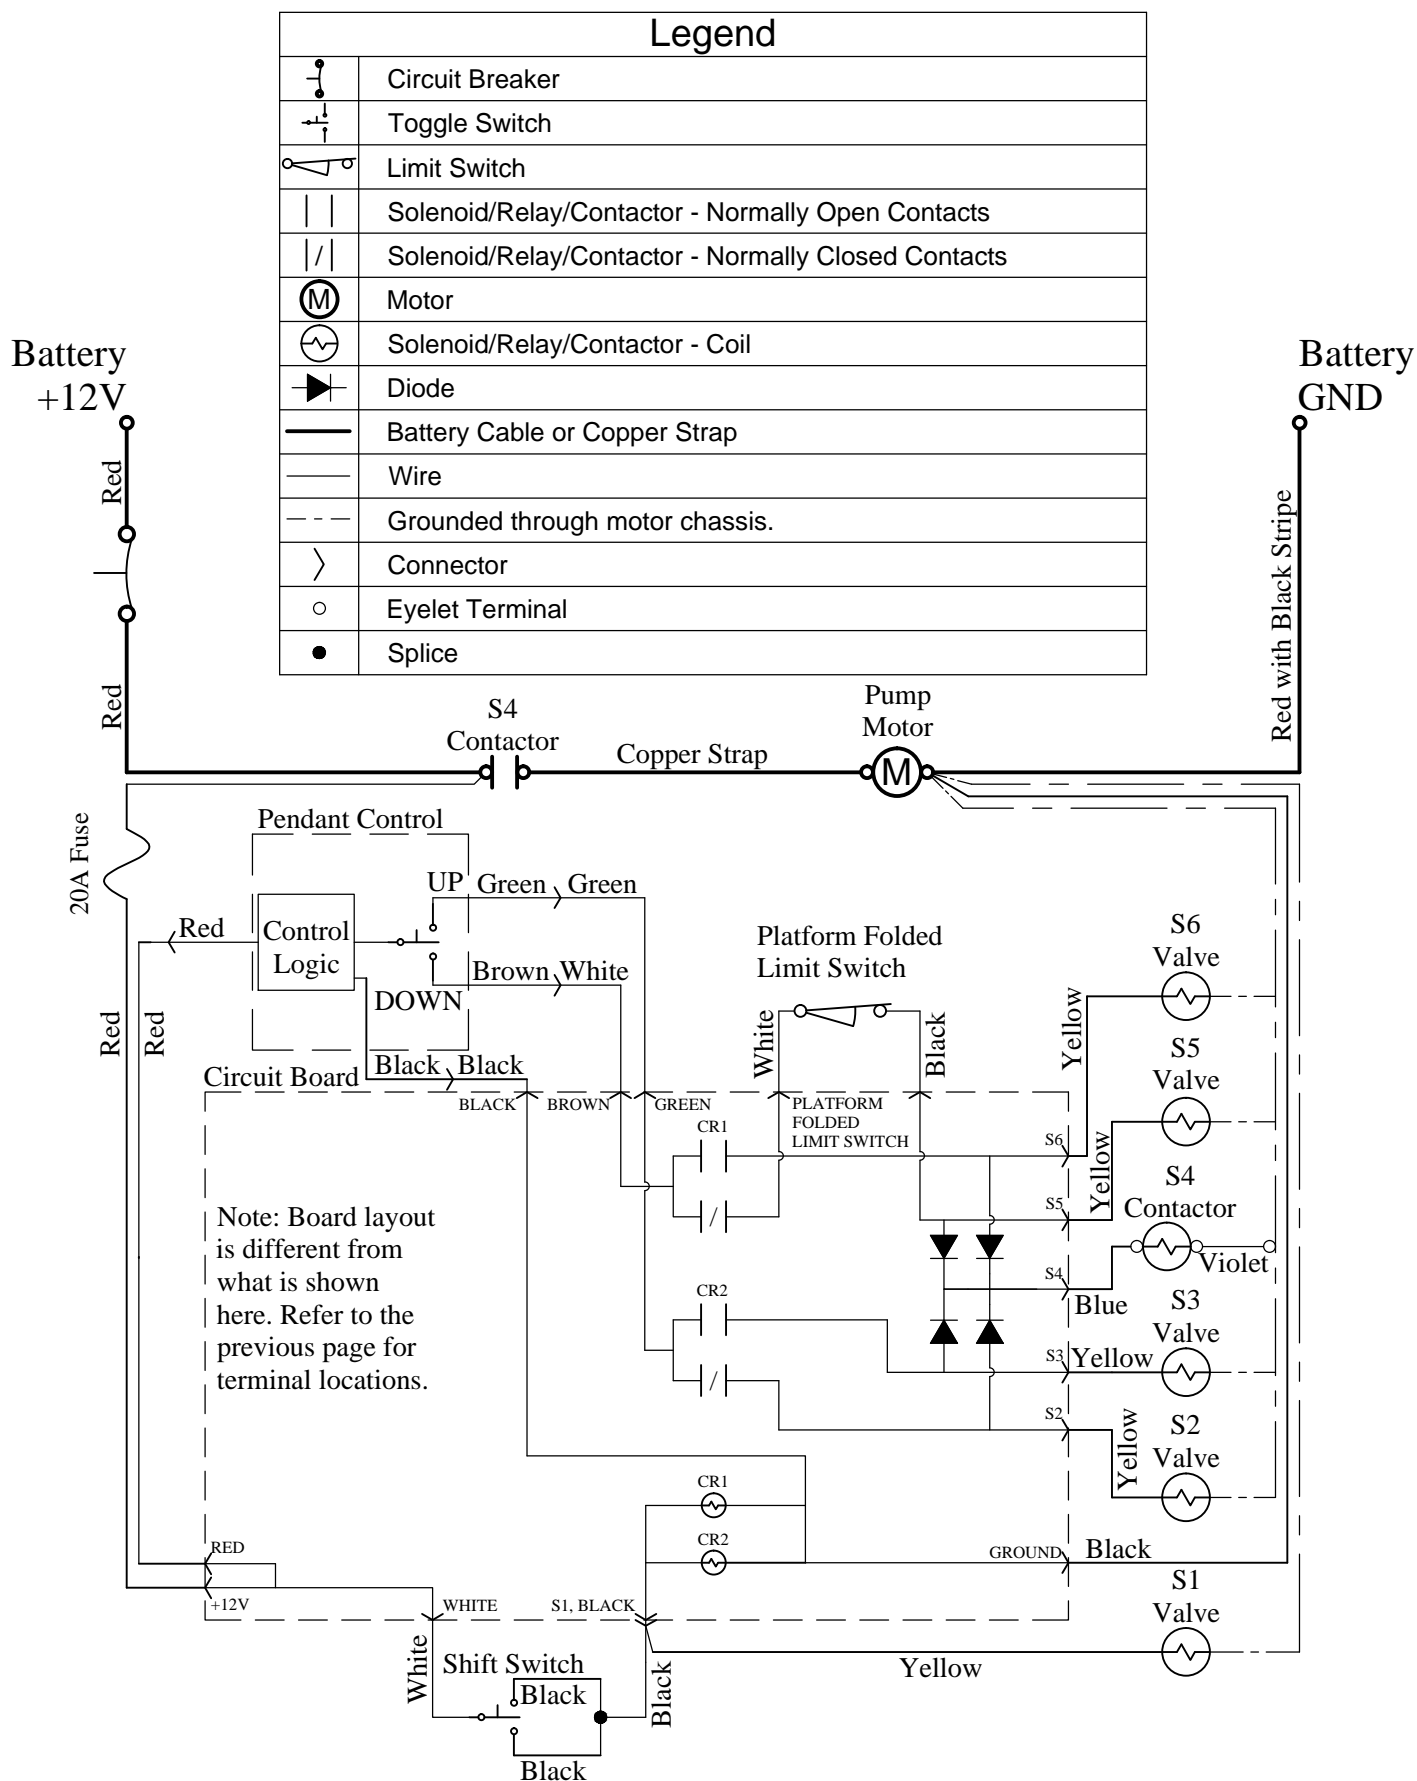 Legend
Circuit Breaker
Toggle Switch
Limit Switch
Solenoid/Relay/Contactor - Normally Open Contacts
Solenoid/Relay/Contactor - Normally Closed Contacts
M
Motor
Solenoid/Relay/Contactor - Coil
Diode
Battery Cable or Copper Strap
Wire
Grounded through motor chassis.
Connector
Eyelet Terminal
Splice
Battery
+12V
Battery
GND
Red
Red
Red with Black Stripe
S4
Contactor
Copper Strap
Pump
Motor
M
20A Fuse
Pendant Control
UP
Green
Green
Red
Control
Logic
Brown
White
DOWN
Red
Red
Black
Black
Circuit Board
Platform Folded
Limit Switch
White
Black
BLACK
BROWN
GREEN
PLATFORM
FOLDED
LIMIT SWITCH
CR1
S6
Yellow
S6
Valve
S5
Valve
S5
Yellow
S4
Contactor
Violet
S4
Blue
Note: Board layout
is different from
what is shown
here. Refer to the
previous page for
terminal locations.
CR2
S3
Valve
S3
Yellow
S2
Yellow
S2
Valve
CR1
CR2
GROUND
Black
RED
+12V
WHITE
S1, BLACK
S1
Valve
White
Shift Switch
Black
Black
Black
Yellow